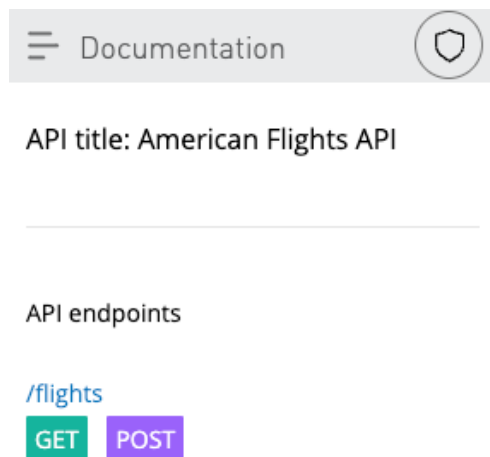 Documentation
API title: American Flights API
API endpoints
/flights
GET POST